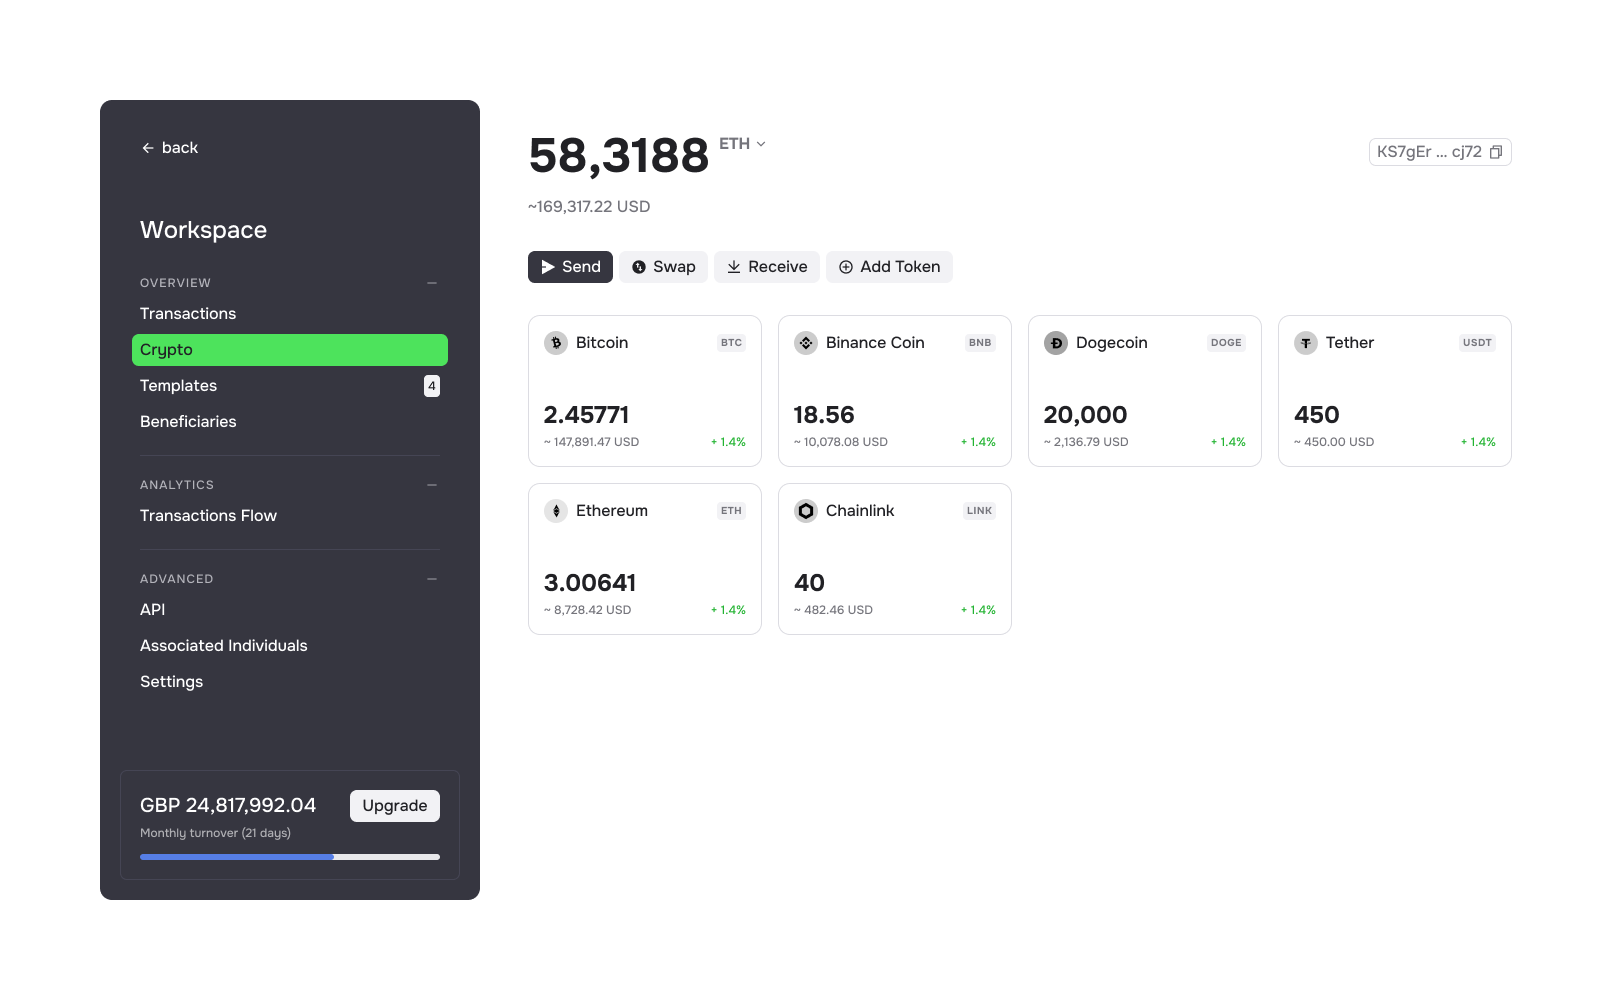 back
Workspace
OVERVIEW
Transactions
Crypto
Templates 4
Beneficiaries
ANALYTICS
Transactions Flow
ADVANCED
API
Associated Individuals
Settings
GBP 24,817,992.04 Upgrade
Monthly turnover (21 days)
58,3188 ETH
~169,317.22 USD
KS7gEr ... cj72
Send Swap Receive Add Token
Bitcoin BTC
2.45771
~ 147,891.47 USD + 1.4%
Binance Coin BNB
18.56
~ 10,078.08 USD + 1.4%
Dogecoin DOGE
20,000
~ 2,136.79 USD + 1.4%
Tether USDT
450
~ 450.00 USD + 1.4%
Ethereum ETH
3.00641
~ 8,728.42 USD + 1.4%
Chainlink LINK
40
~ 482.46 USD + 1.4%